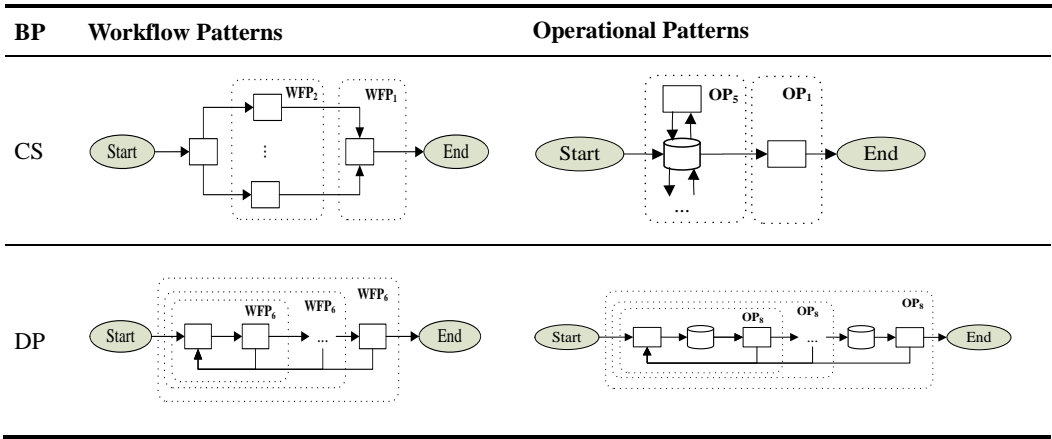 BP Workflow Patterns Operational Patterns
CS
Start
WFP2
⋮
WFP1
End
Start
OP5
...
OP1
End
DP
Start
WFP6
WFP6
WFP6
...
End
Start
OP8
OP8
OP8
...
End